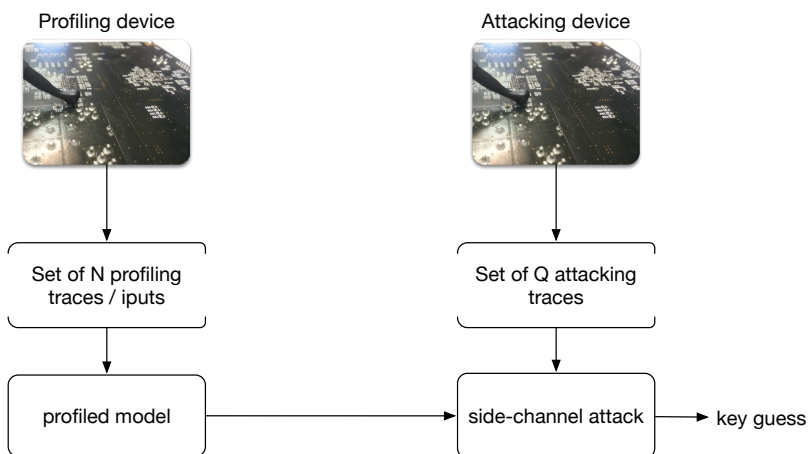 Profiling device
Attacking device
Set of N profiling
traces / iputs
Set of Q attacking
traces
profiled model
side-channel attack
key guess